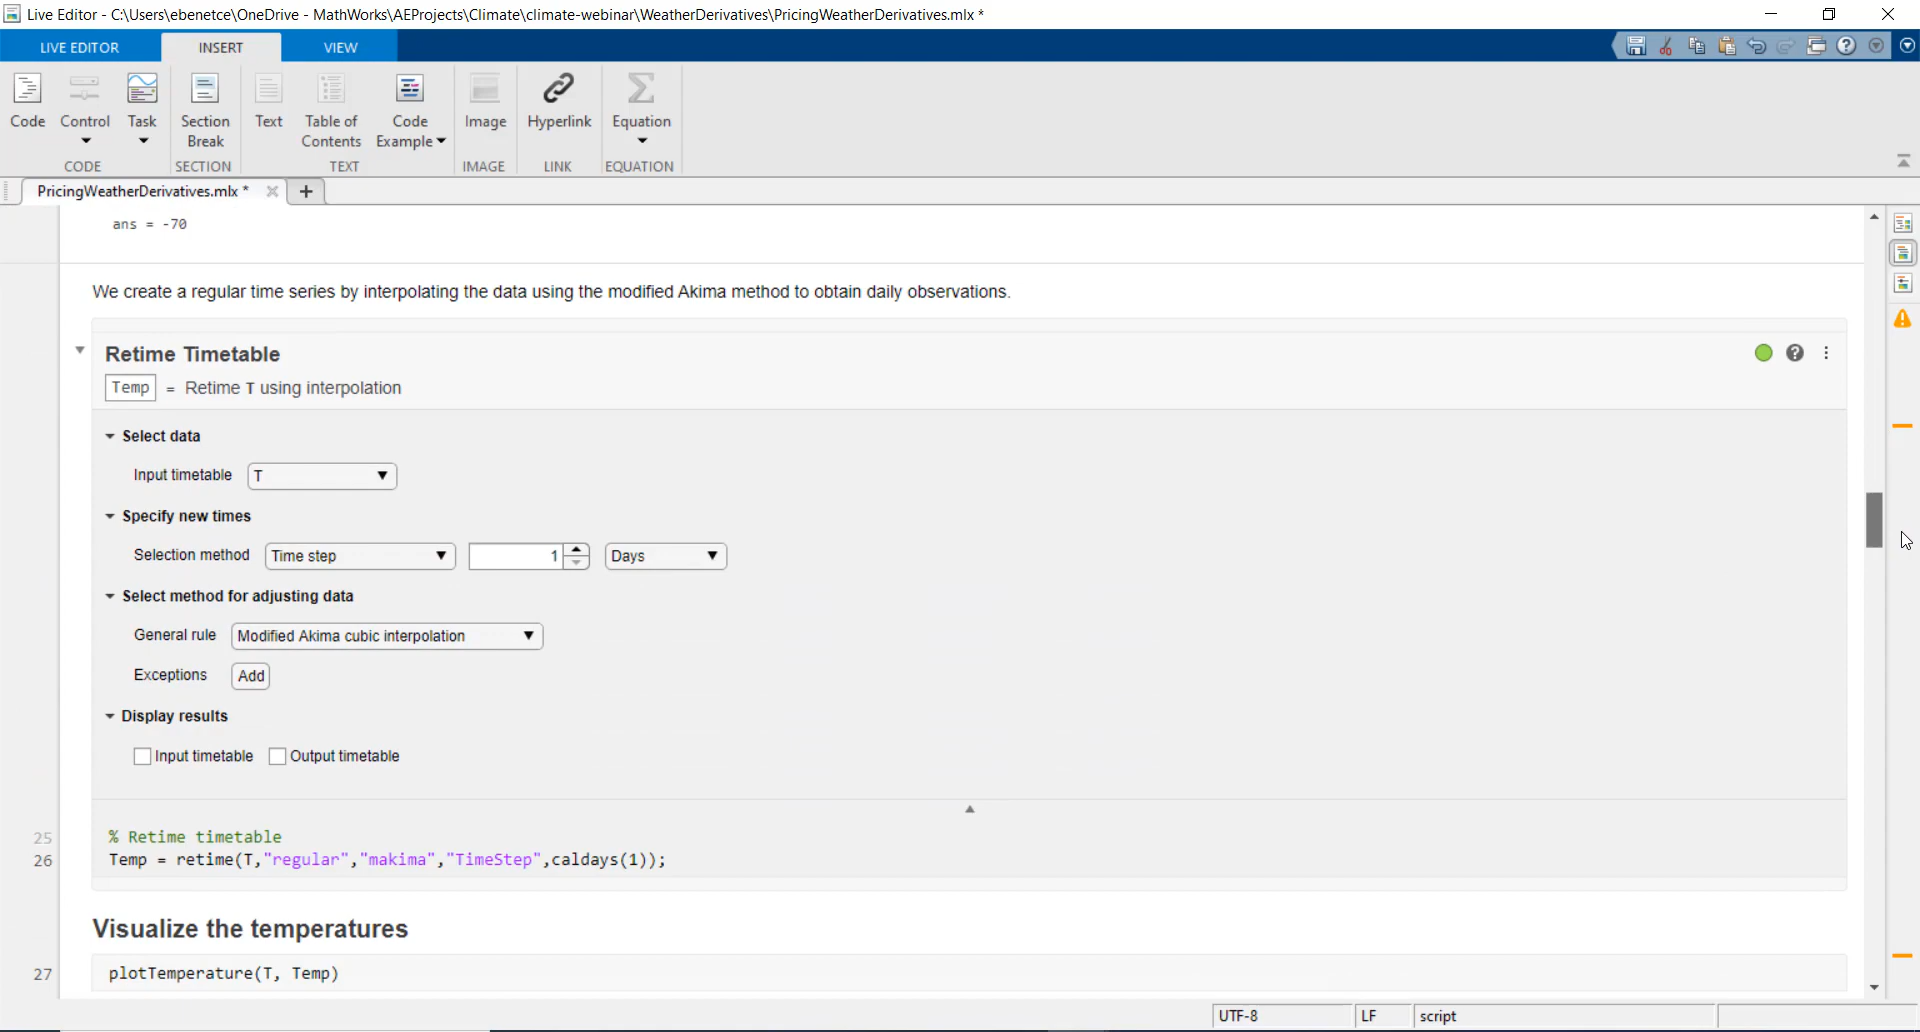 Live Editor - C:\Users\ebenetce\OneDrive - MathWorks\AEProjects\Climate\climate-webinar\WeatherDerivatives\PricingWeatherDerivatives.mlx *
LIVE EDITOR INSERT VIEW
Code Control Task Section Break Text Table of Contents Code Example Image Hyperlink Equation
CODE SECTION TEXT IMAGE LINK EQUATION
PricingWeatherDerivatives.mlx * +
ans = -70
We create a regular time series by interpolating the data using the modified Akima method to obtain daily observations.
Retime Timetable
Temp = Retime T using interpolation
Select data
Input timetable T
Specify new times
Selection method Time step 1 Days
Select method for adjusting data
General rule Modified Akima cubic interpolation
Exceptions Add
Display results
Input timetable Output timetable
25 % Retime timetable
26 Temp = retime(T,"regular","makima","TimeStep",caldays(1));
Visualize the temperatures
27 plotTemperature(T, Temp)
UTF-8 LF script